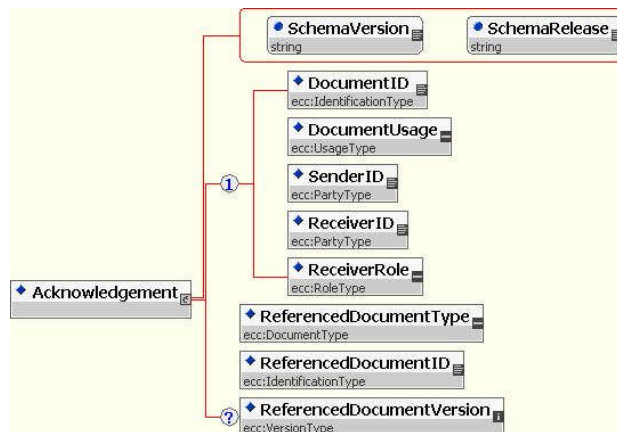 SchemaVersion
string
SchemaRelease
string
DocumentID
ecc:IdentificationType
DocumentUsage
ecc:UsageType
1
SenderID
ecc:PartyType
ReceiverID
ecc:PartyType
ReceiverRole
ecc:RoleType
Acknowledgement
ReferencedDocumentType
ecc:DocumentType
ReferencedDocumentID
ecc:IdentificationType
?
ReferencedDocumentVersion
ecc:VersionType